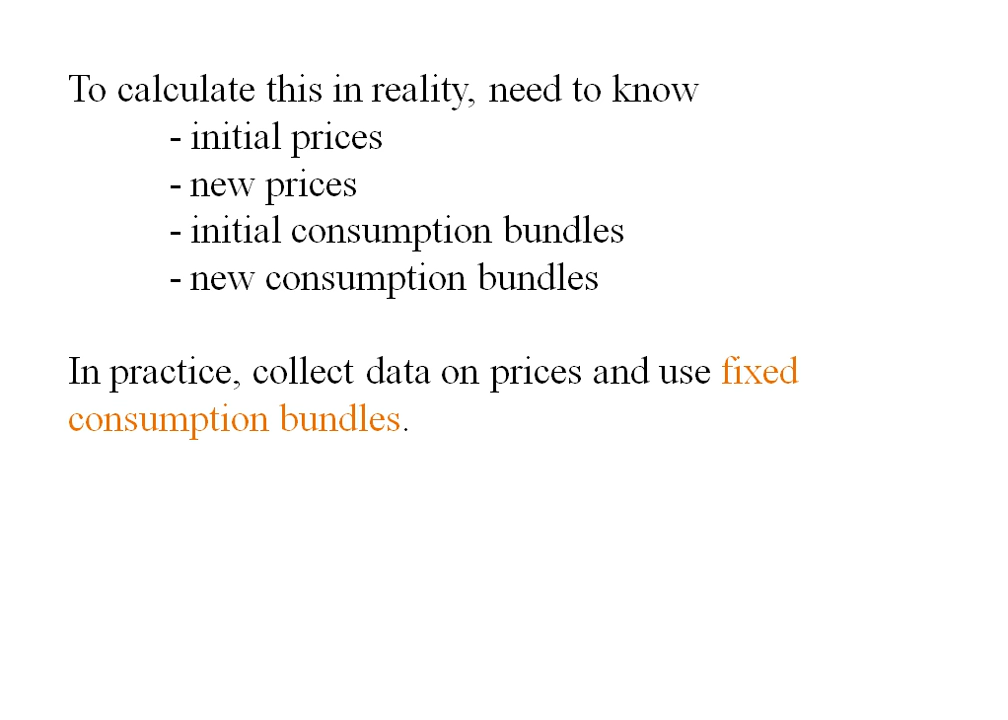 To calculate this in reality, need to know
- initial prices
- new prices
- initial consumption bundles
- new consumption bundles
In practice, collect data on prices and use fixed
consumption bundles.